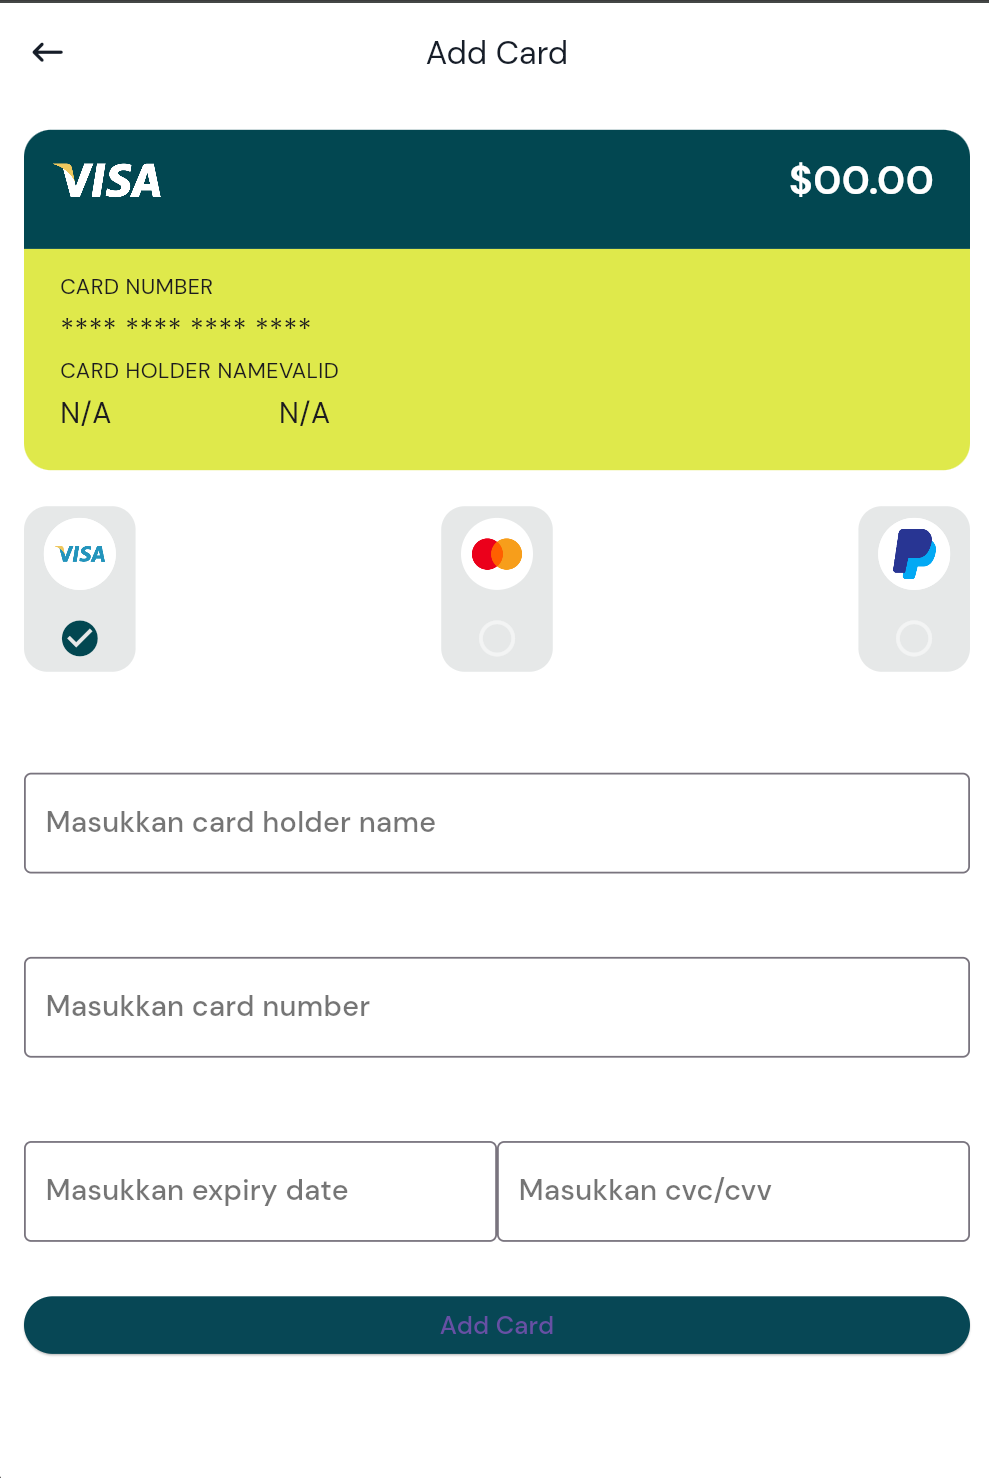 Add Card
VISA $00.00
CARD NUMBER
**** **** **** ****
CARD HOLDER NAMEVALID
N/A N/A
VISA
Masukkan card holder name
Masukkan card number
Masukkan expiry date Masukkan cvc/cvv
Add Card